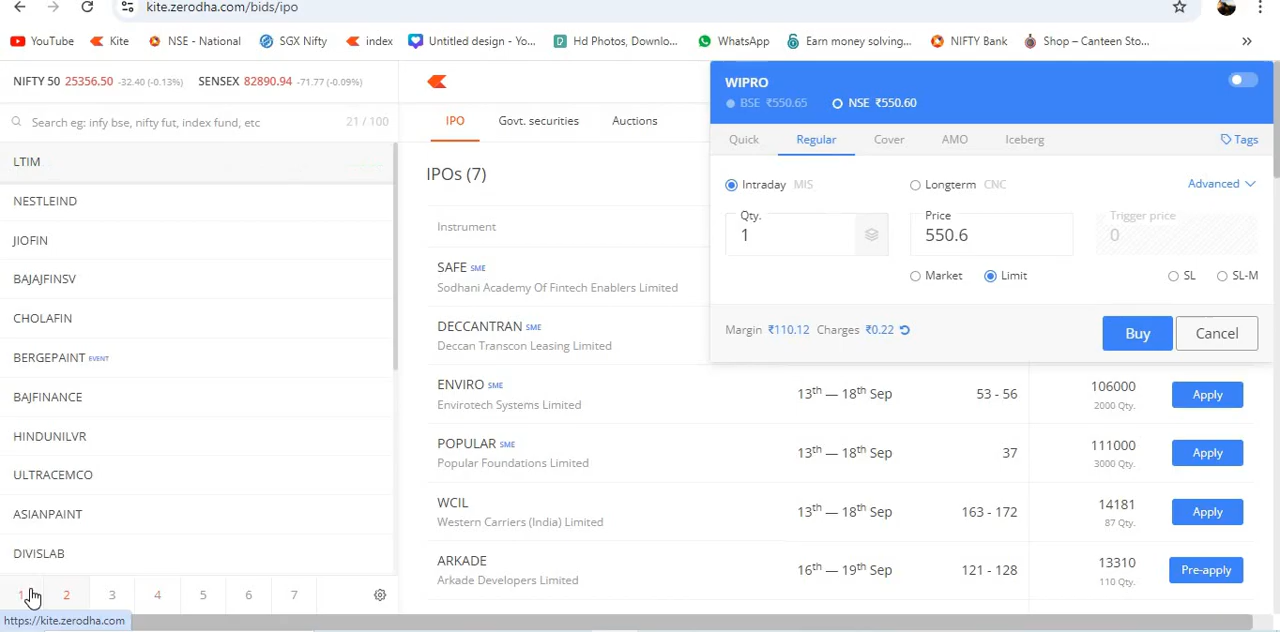 kite.zerodha.com/bids/ipo
YouTube Kite NSE - National SGX Nifty index Untitled design - Yo... Hd Photos, Downlo... WhatsApp Earn money solving... NIFTY Bank Shop – Canteen Sto... »
NIFTY 50 25356.50 -32.40 (-0.13%) SENSEX 82890.94 -71.77 (-0.09%)
Search eg: infy bse, nifty fut, index fund, etc 21 / 100
LTIM
NESTLEIND
JIOFIN
BAJAJFINSV
CHOLAFIN
BERGEPAINT EVENT
BAJFINANCE
HINDUNILVR
ULTRACEMCO
ASIANPAINT
DIVISLAB
1 2 3 4 5 6 7
https://kite.zerodha.com
IPO Govt. securities Auctions
IPOs (7)
Instrument
SAFE SME
Sodhani Academy Of Fintech Enablers Limited
DECCANTRAN SME
Deccan Transcon Leasing Limited
ENVIRO SME
Envirotech Systems Limited
13th — 18th Sep 53 - 56 106000 2000 Qty. Apply
POPULAR SME
Popular Foundations Limited
13th — 18th Sep 37 111000 3000 Qty. Apply
WCIL
Western Carriers (India) Limited
13th — 18th Sep 163 - 172 14181 87 Qty. Apply
ARKADE
Arkade Developers Limited
16th — 19th Sep 121 - 128 13310 110 Qty. Pre-apply
WIPRO
BSE ₹550.65 NSE ₹550.60
Quick Regular Cover AMO Iceberg Tags
Intraday MIS Longterm CNC Advanced
Qty. Price Trigger price
1 550.6 0
Market Limit SL SL-M
Margin ₹110.12 Charges ₹0.22 Buy Cancel